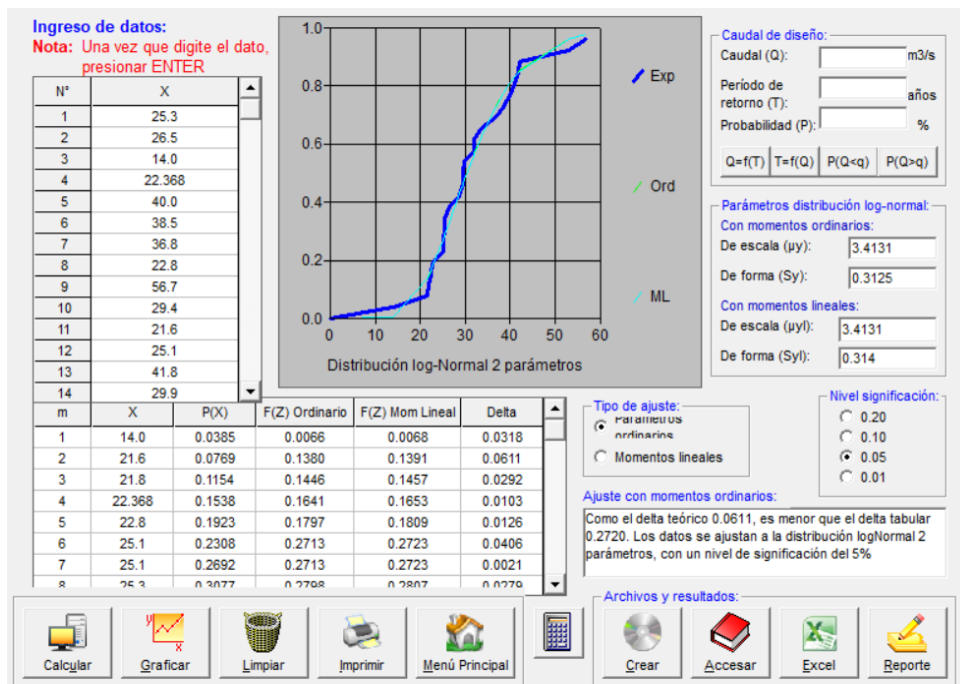 Ingreso de datos:
Nota: Una vez que digite el dato,
presionar ENTER
N° X
1 25.3
2 26.5
3 14.0
4 22.368
5 40.0
6 38.5
7 36.8
8 22.8
9 56.7
10 29.4
11 21.6
12 25.1
13 41.8
14 29.9
1.0
0.8
0.6
0.4
0.2
0.0
0 10 20 30 40 50 60
Distribución log-Normal 2 parámetros
Exp
Ord
ML
Caudal de diseño:
Caudal (Q): m3/s
Período de
retorno (T): años
Probabilidad (P): %
Q=f(T) T=f(Q) P(Q<q) P(Q>q)
Parámetros distribución log-normal:
Con momentos ordinarios:
De escala (μy): 3.4131
De forma (Sy): 0.3125
Con momentos lineales:
De escala (μyl): 3.4131
De forma (Syl): 0.314
m X P(X) F(Z) Ordinario F(Z) Mom Lineal Delta
1 14.0 0.0385 0.0066 0.0068 0.0318
2 21.6 0.0769 0.1380 0.1391 0.0611
3 21.8 0.1154 0.1446 0.1457 0.0292
4 22.368 0.1538 0.1641 0.1653 0.0103
5 22.8 0.1923 0.1797 0.1809 0.0126
6 25.1 0.2308 0.2713 0.2723 0.0406
7 25.1 0.2692 0.2713 0.2723 0.0021
8 25.3 0.3077 0.2798 0.2807 0.0279
Tipo de ajuste:
Parámetros
ordinarios
Momentos lineales
Nivel significación:
0.20
0.10
0.05
0.01
Ajuste con momentos ordinarios:
Como el delta teórico 0.0611, es menor que el delta tabular
0.2720. Los datos se ajustan a la distribución logNormal 2
parámetros, con un nivel de significación del 5%
Calcular Graficar Limpiar Imprimir Menú Principal
Archivos y resultados:
Crear Accesar Excel Reporte